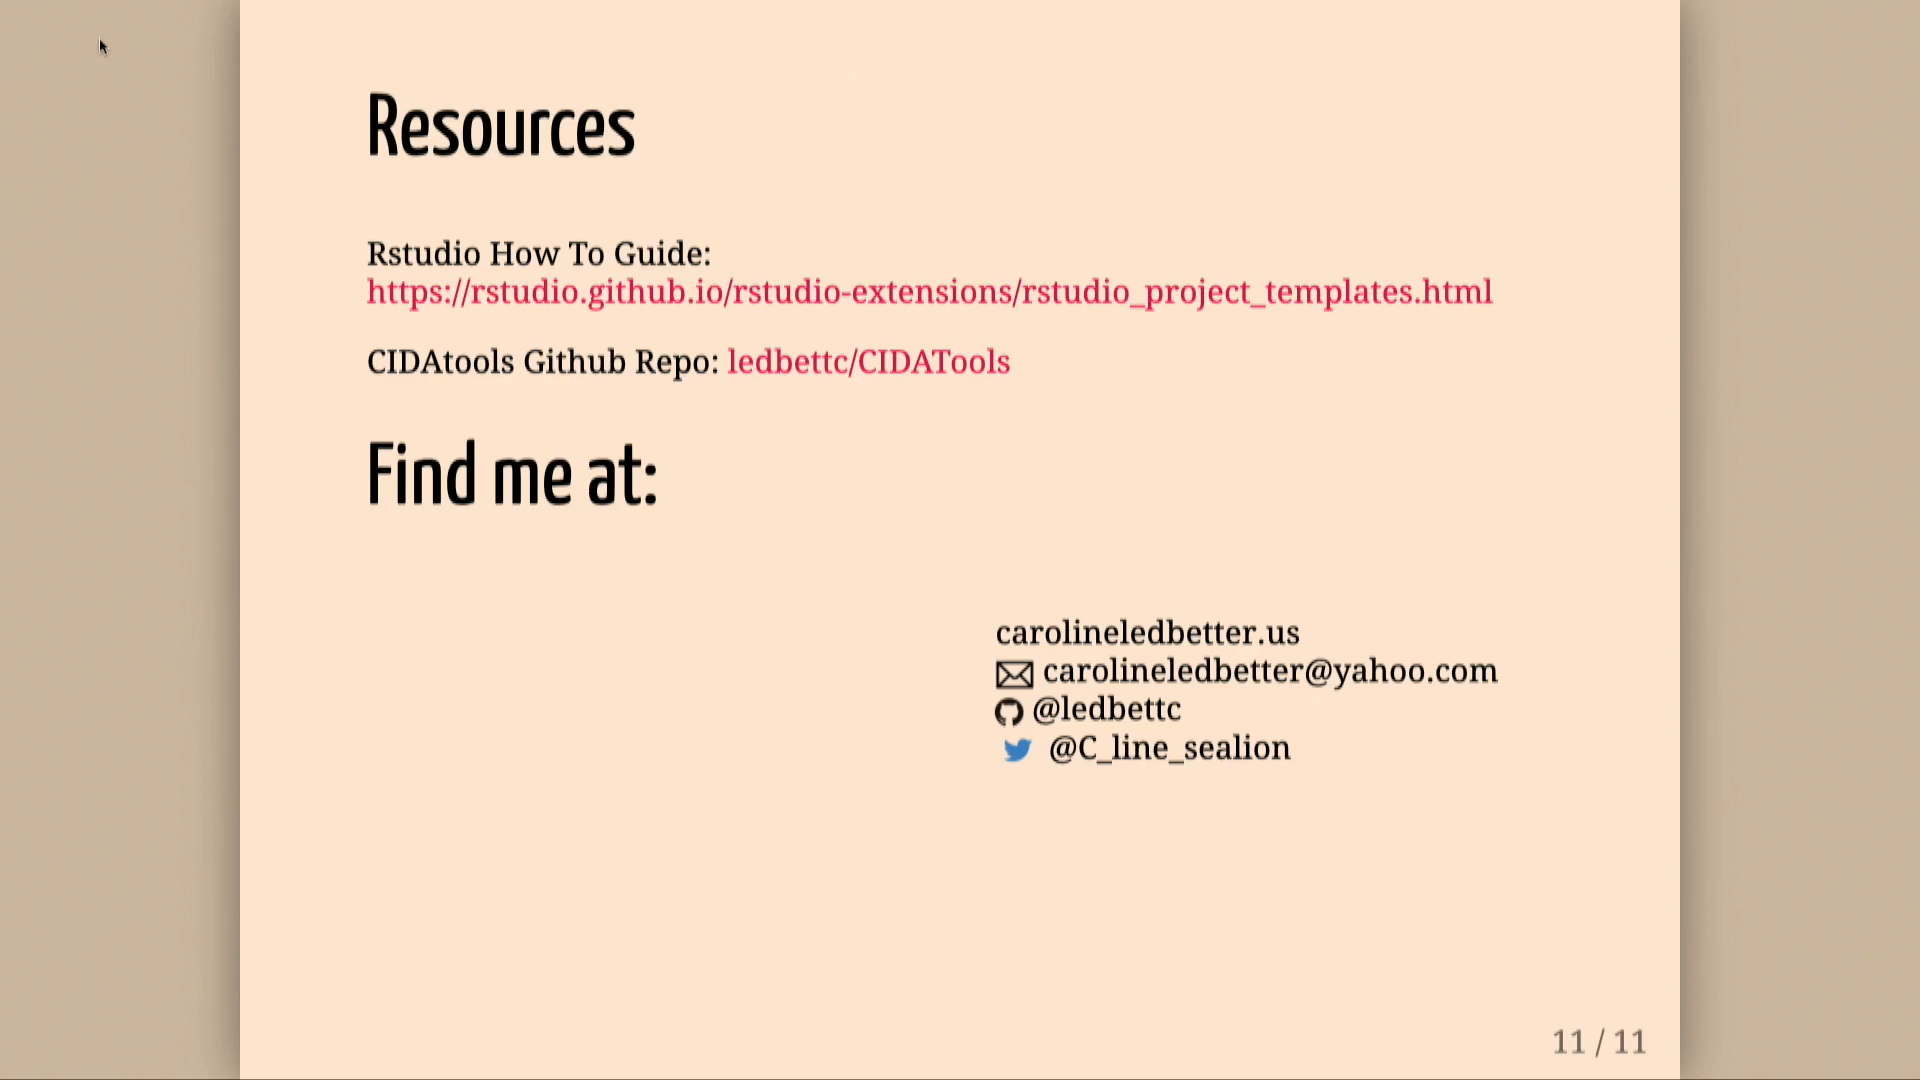 Resources
Rstudio How To Guide:
https://rstudio.github.io/rstudio-extensions/rstudio_project_templates.html
CIDAtools Github Repo: ledbettc/CIDATools
Find me at:
carolineledbetter.us
carolineledbetter@yahoo.com
@ledbettc
@C_line_sealion
11 / 11